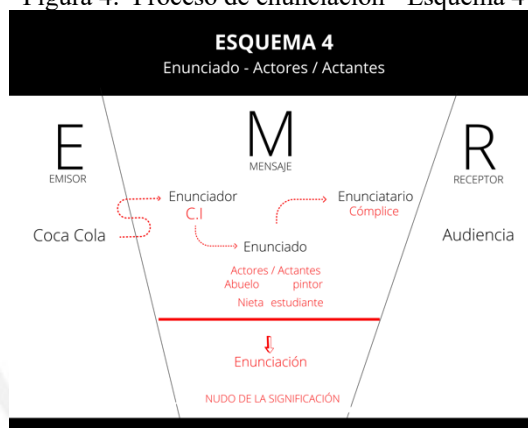 Figura 4. Proceso de enunciación - Esquema 4
ESQUEMA 4
Enunciado - Actores / Actantes
E
EMISOR
M
MENSAJE
R
RECEPTOR
Enunciador
C.I
Enunciatario
Cómplice
Coca Cola
Enunciado
Audiencia
Actores / Actantes
Abuelo pintor
Nieta estudiante
Enunciación
NUDO DE LA SIGNIFICACIÓN